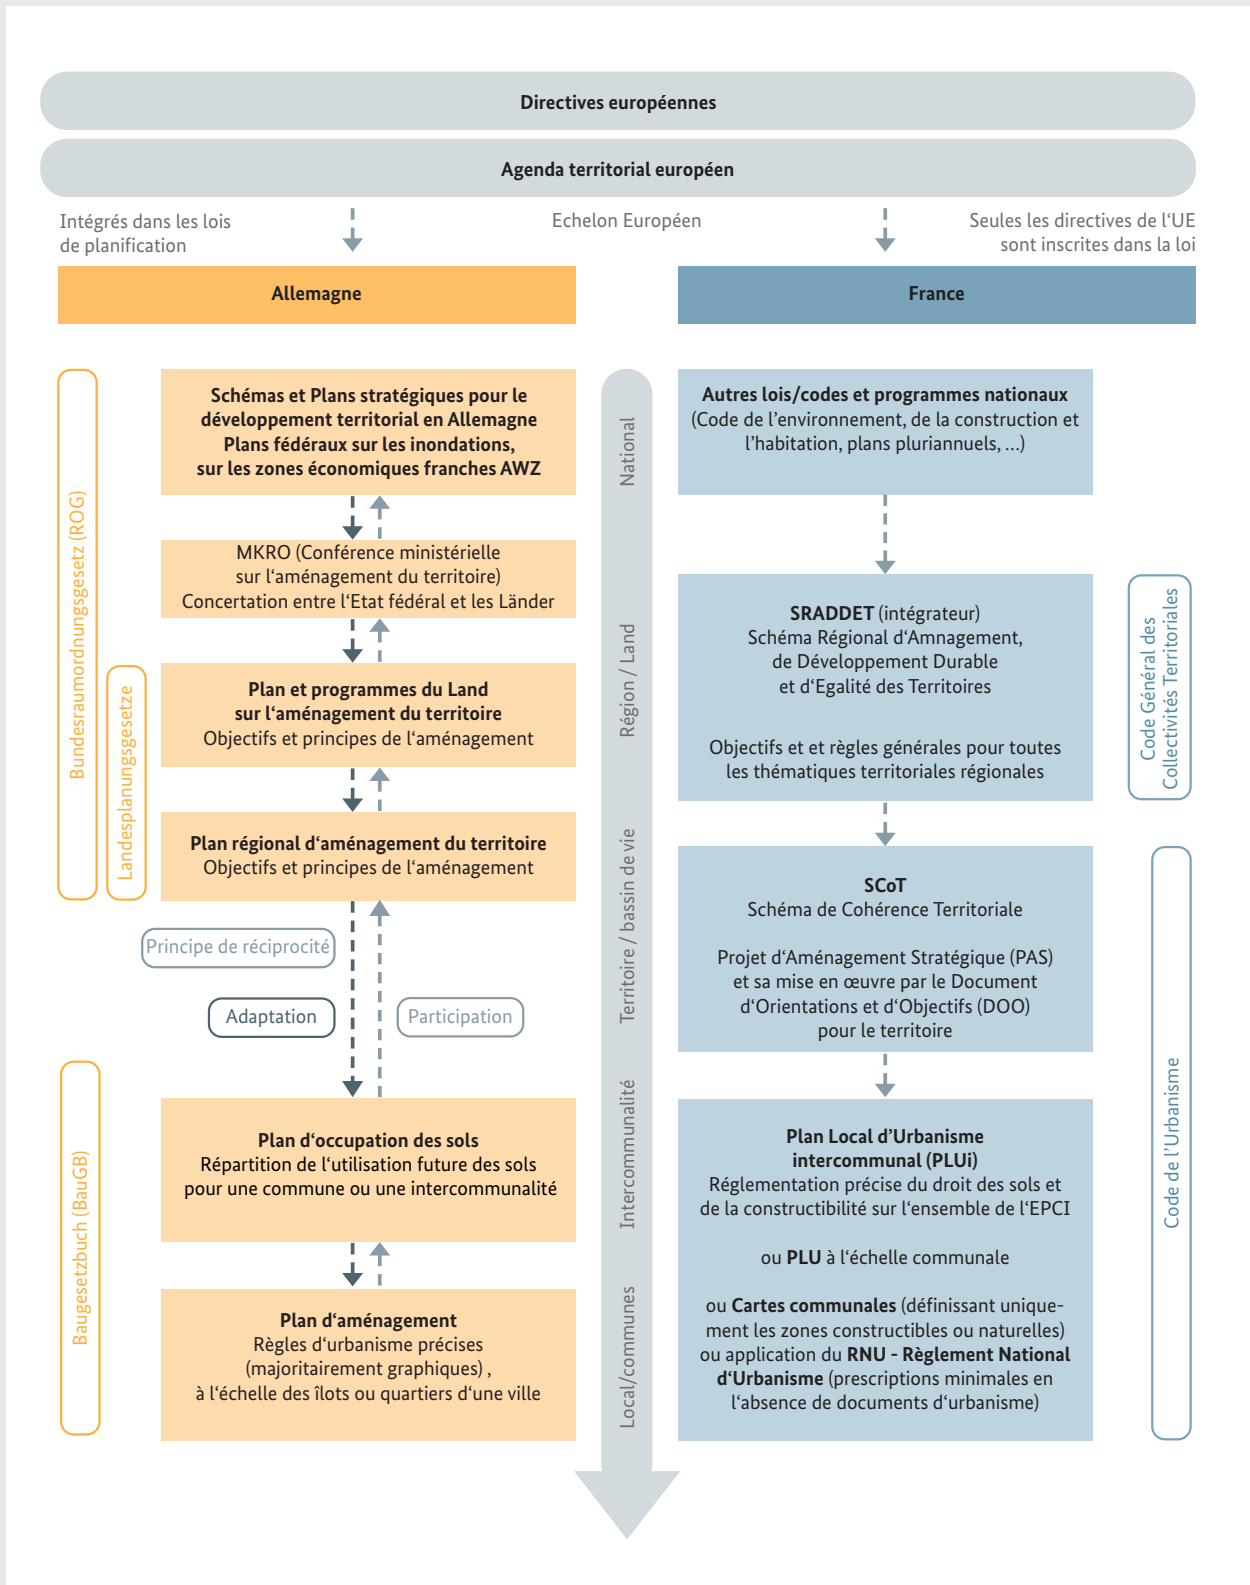 Directives européennes
Agenda territorial européen
Intégrés dans les lois
de planification
Echelon Européen
Seules les directives de l‘UE
sont inscrites dans la loi
Allemagne
France
Bundesraumordnungsgesetz (ROG)
Landesplanungsgesetze
Schémas et Plans stratégiques pour le
développement territorial en Allemagne
Plans fédéraux sur les inondations,
sur les zones économiques franches AWZ
MKRO (Conférence ministérielle
sur l‘aménagement du territoire)
Concertation entre l‘Etat fédéral et les Länder
Plan et programmes du Land
sur l‘aménagement du territoire
Objectifs et principes de l‘aménagement
Plan régional d‘aménagement du territoire
Objectifs et principes de l‘aménagement
Principe de réciprocité
Adaptation
Participation
Baugesetzbuch (BauGB)
Plan d‘occupation des sols
Répartition de l‘utilisation future des sols
pour une commune ou une intercommunalité
Plan d‘aménagement
Règles d‘urbanisme précises
(majoritairement graphiques) ,
à l‘échelle des îlots ou quartiers d‘une ville
National
Région / Land
Territoire / bassin de vie
Intercommunalité
Local/communes
Autres lois/codes et programmes nationaux
(Code de l’environnement, de la construction et
l’habitation, plans pluriannuels, …)
SRADDET (intégrateur)
Schéma Régional d‘Amnagement,
de Développement Durable
et d‘Egalité des Territoires
Objectifs et et règles générales pour toutes
les thématiques territoriales régionales
Code Général des
Collectivités Territoriales
SCoT
Schéma de Cohérence Territoriale
Projet d‘Aménagement Stratégique (PAS)
et sa mise en œuvre par le Document
d‘Orientations et d‘Objectifs (DOO)
pour le territoire
Plan Local d’Urbanisme
intercommunal (PLUi)
Réglementation précise du droit des sols et
de la constructibilité sur l‘ensemble de l‘EPCI
ou PLU à l‘échelle communale
ou Cartes communales (définissant unique-
ment les zones constructibles ou naturelles)
ou application du RNU - Règlement National
d‘Urbanisme (prescriptions minimales en
l‘absence de documents d‘urbanisme)
Code de l’Urbanisme